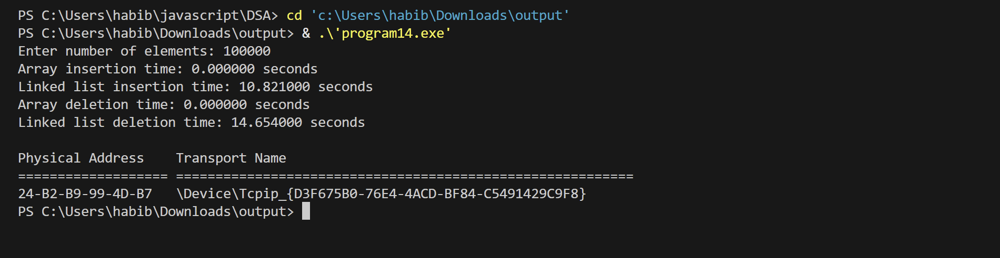 PS C:\Users\habib\javascript\DSA> cd 'c:\Users\habib\Downloads\output'
PS C:\Users\habib\Downloads\output> & .\'program14.exe'
Enter number of elements: 100000
Array insertion time: 0.000000 seconds
Linked list insertion time: 10.821000 seconds
Array deletion time: 0.000000 seconds
Linked list deletion time: 14.654000 seconds
Physical Address    Transport Name
=================== ==========================================================
24-B2-B9-99-4D-B7   \Device\Tcpip_{D3F675B0-76E4-4ACD-BF84-C5491429C9F8}
PS C:\Users\habib\Downloads\output>